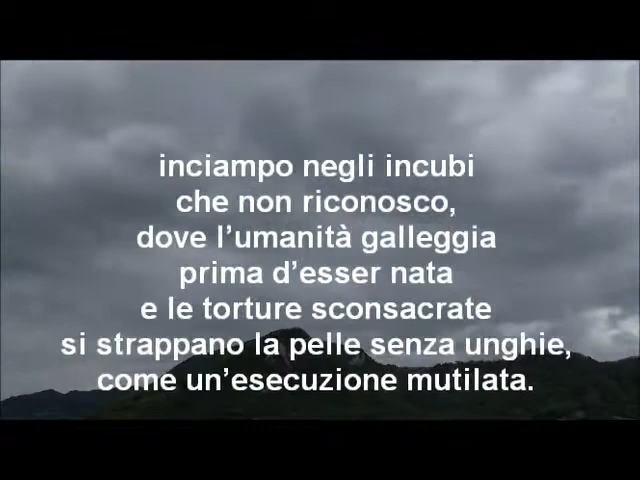 inciampo negli incubi
che non riconosco,
dove l’umanità galleggia
prima d’esser nata
e le torture sconsacrate
si strappano la pelle senza unghie,
come un’esecuzione mutilata.